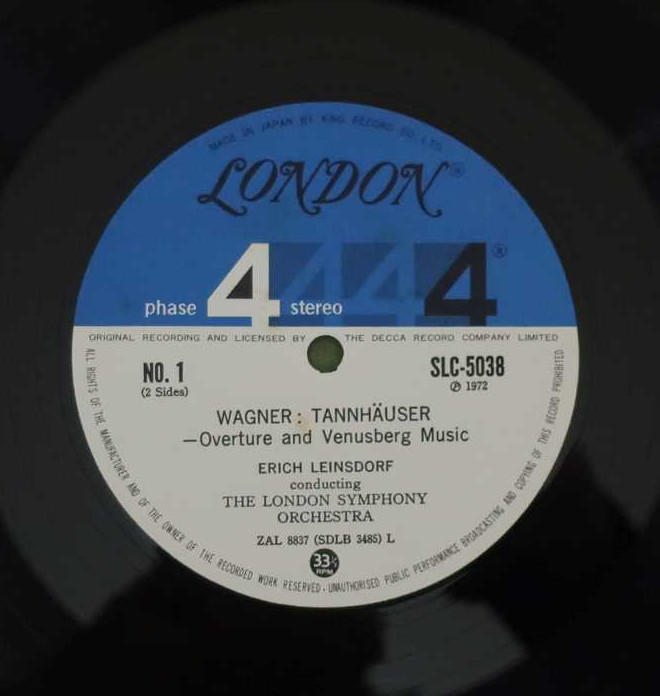 MADE IN JAPAN BY KING RECORD CO. LTD.
LONDON®
phase 4 stereo 4 4 4®
ORIGINAL RECORDING AND LICENSED BY THE DECCA RECORD COMPANY LIMITED
NO. 1
(2 Sides)
SLC-5038
℗ 1972
WAGNER: TANNHÄUSER
—Overture and Venusberg Music
ERICH LEINSDORF
conducting
THE LONDON SYMPHONY
ORCHESTRA
ZAL 8837 (SDLB 3485) L
33⅓
RPM
ALL RIGHTS OF THE MANUFACTURER AND OF THE OWNER OF THE RECORDED WORK RESERVED · UNAUTHORISED PUBLIC PERFORMANCE BROADCASTING AND COPYING OF THIS RECORD PROHIBITED